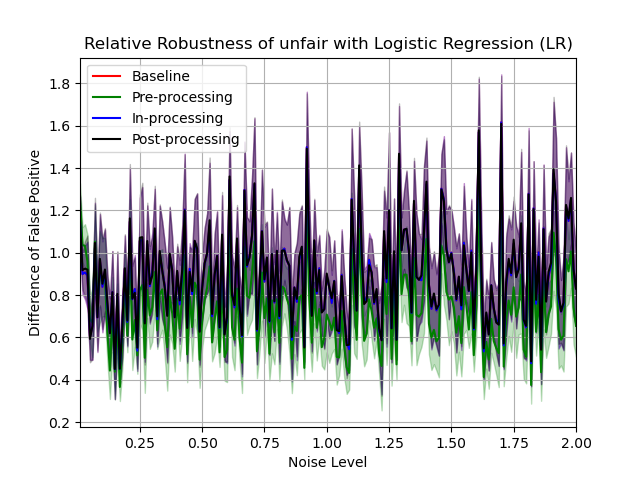 Relative Robustness of unfair with Logistic Regression (LR)
Baseline
Pre-processing
In-processing
Post-processing
Difference of False Positive
1.8
1.6
1.4
1.2
1.0
0.8
0.6
0.4
0.2
0.25 0.50 0.75 1.00 1.25 1.50 1.75 2.00
Noise Level